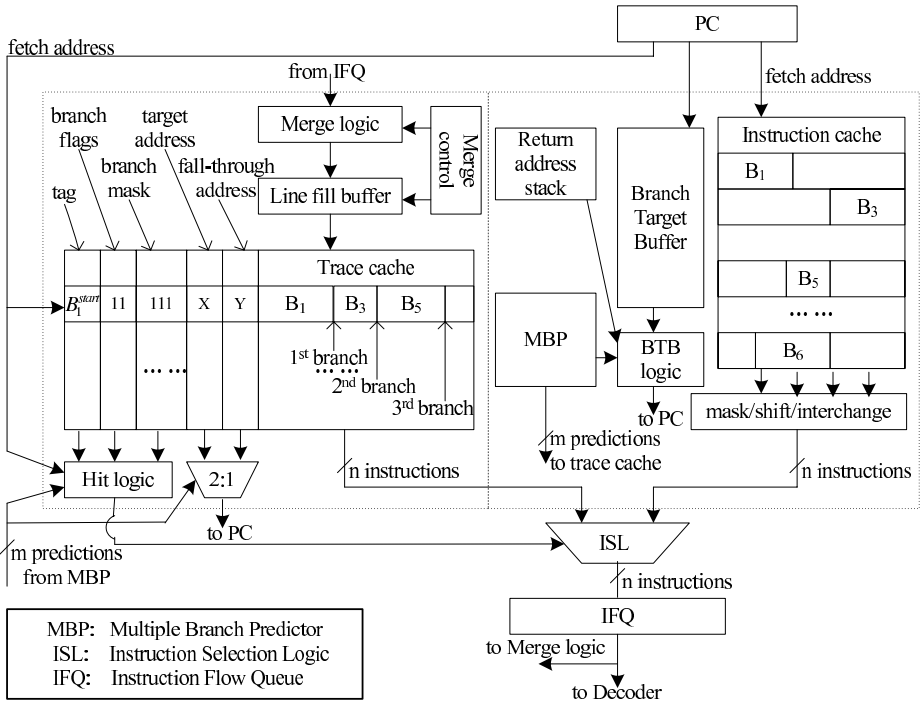 PC
fetch address
from IFQ
fetch address
branch
flags
target
address
Merge logic
Merge
control
Return
address
stack
Instruction cache
branch
mask
fall-through
address
tag
Line fill buffer
Branch
Target
Buffer
B1
B3
Trace cache
B5
B1start
11
111
X
Y
B1
B3
B5
... ...
MBP
BTB
logic
B6
1st branch
... ...
... ...
2nd branch
3rd branch
to PC
mask/shift/interchange
m predictions
to trace cache
n instructions
n instructions
Hit logic
2:1
to PC
ISL
m predictions
from MBP
n instructions
IFQ
MBP: Multiple Branch Predictor
ISL: Instruction Selection Logic
IFQ: Instruction Flow Queue
to Merge logic
to Decoder